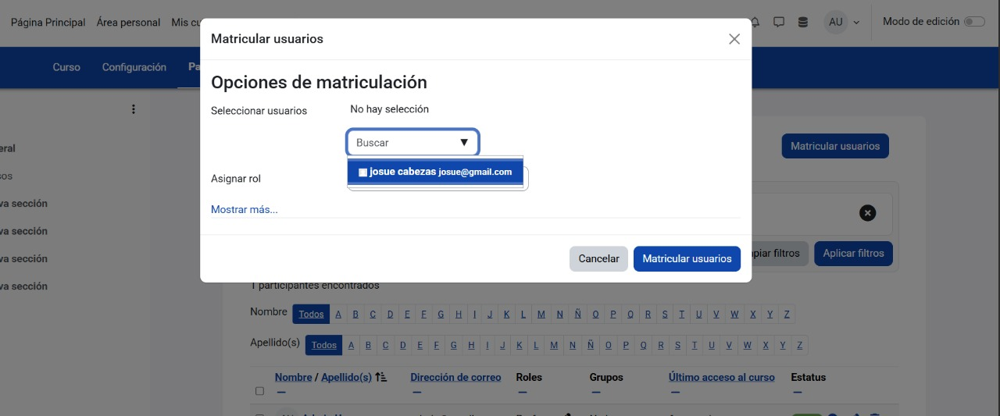 Página Principal Área personal Mis cu
AU Modo de edición
Matricular usuarios
Curso Configuración Pa
Opciones de matriculación
Seleccionar usuarios No hay selección
Buscar
Matricular usuarios
josue cabezas josue@gmail.com
Asignar rol
Mostrar más...
Cancelar Matricular usuarios
eral
sos
va sección
va sección
va sección
va sección
piar filtros Aplicar filtros
1 participantes encontrados
Nombre Todos A B C D E F G H I J K L M N Ñ O P Q R S T U V W X Y Z
Apellido(s) Todos A B C D E F G H I J K L M N Ñ O P Q R S T U V W X Y Z
Nombre / Apellido(s) Dirección de correo Roles Grupos Último acceso al curso Estatus